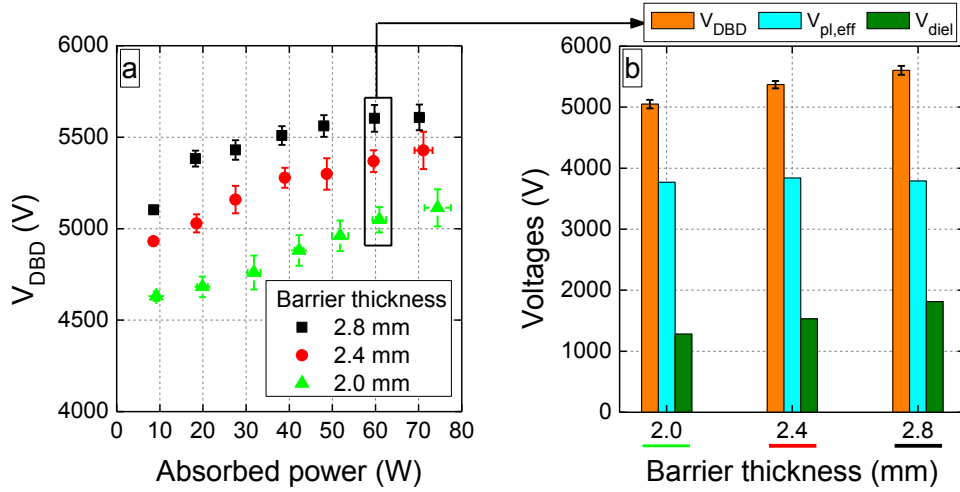 V_DBD V_pl,eff V_diel
a
6000
5500
5000
4500
4000
V_DBD (V)
0 10 20 30 40 50 60 70 80
Absorbed power (W)
Barrier thickness
2.8 mm
2.4 mm
2.0 mm
b
6000
5000
4000
3000
2000
1000
0
Voltages (V)
2.0 2.4 2.8
Barrier thickness (mm)